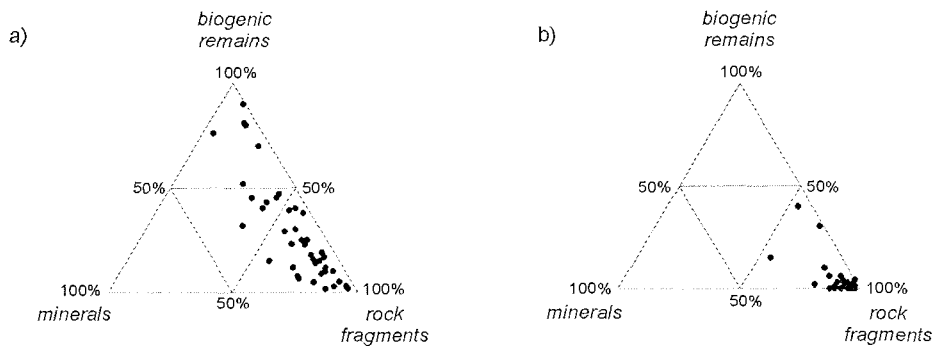 a)
biogenic
remains
100%
50%
50%
100%
50%
100%
minerals
rock
fragments
b)
biogenic
remains
100%
50%
50%
100%
50%
100%
minerals
rock
fragments